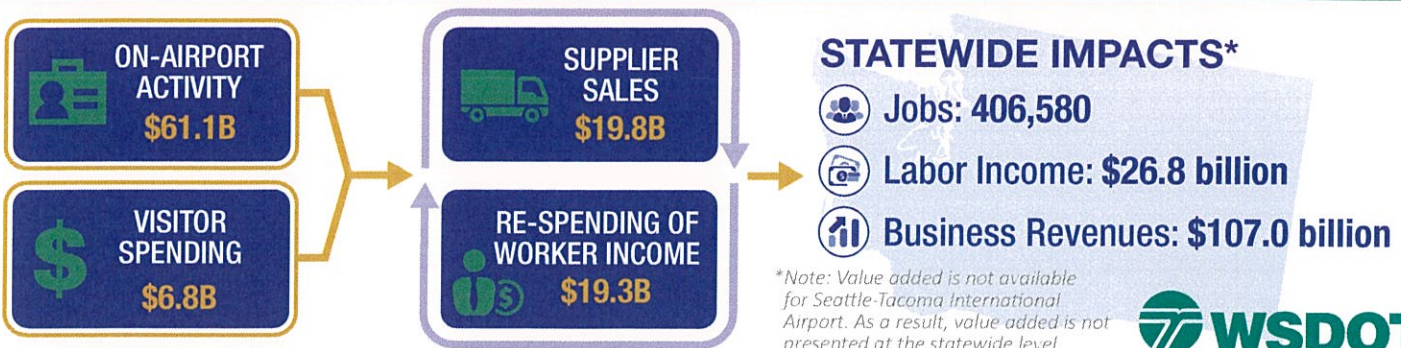 ON-AIRPORT
ACTIVITY
$61.1B
VISITOR
SPENDING
$6.8B
SUPPLIER
SALES
$19.8B
RE-SPENDING OF
WORKER INCOME
$19.3B
STATEWIDE IMPACTS*
Jobs: 406,580
Labor Income: $26.8 billion
Business Revenues: $107.0 billion
*Note: Value added is not available
for Seattle-Tacoma International
Airport. As a result, value added is not
presented at the statewide level
WSDOT